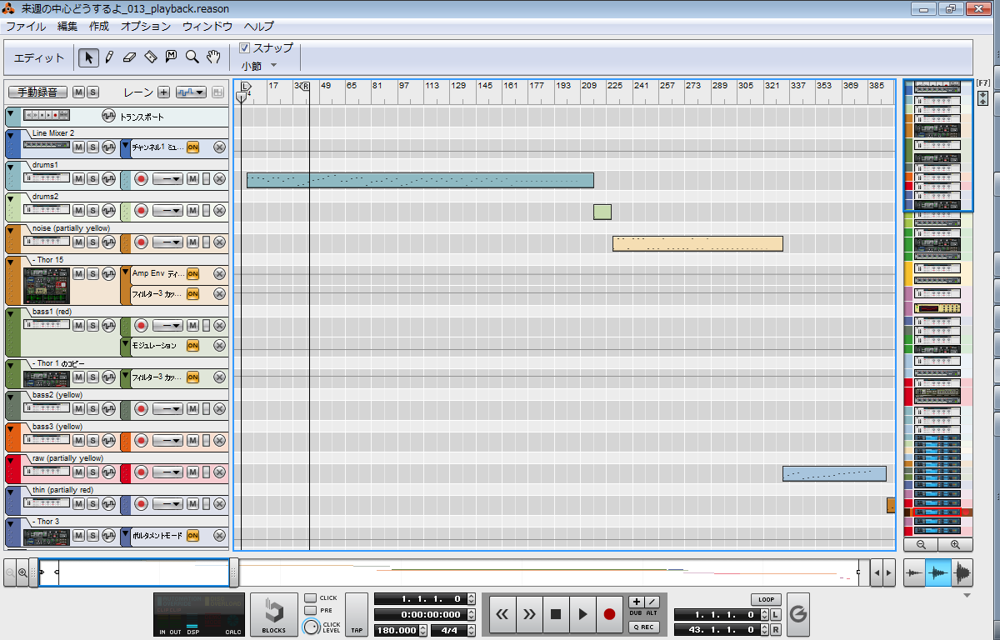 来週の中心どうするよ_013_playback.reason
ファイル 編集 作成 オプション ウィンドウ ヘルプ
エディット
スナップ
小節
手動録音 M S レーン
L R
17 49 65 81 97 113 129 145 161 177 193 209 225 241 257 273 289 305 321 337 353 369 385
4
[F7]
トランスポート
Line Mixer 2
M S チャンネル1 ミュ... ON
drums1
M S M
drums2
M S M
noise (partially yellow)
M S M
- Thor 15
M S Amp Env ディ... ON
フィルター3 カッ... ON
bass1 (red)
M S M
モジュレーション ON
- Thor 1 のコピー
M S フィルター3 カッ... ON
bass2 (yellow)
M S M
bass3 (yellow)
M S M
raw (partially yellow)
M S M
thin (partially red)
M S M
- Thor 3
M S ポルタメントモード ON
BLOCKS
CLICK
PRE
CLICK LEVEL
TAP
1. 1. 1. 0
0:00:00:000
180.000 4/4
DUB ALT
Q REC
LOOP
1. 1. 1. 0 L
43. 1. 1. 0 R
IN OUT DSP CALC